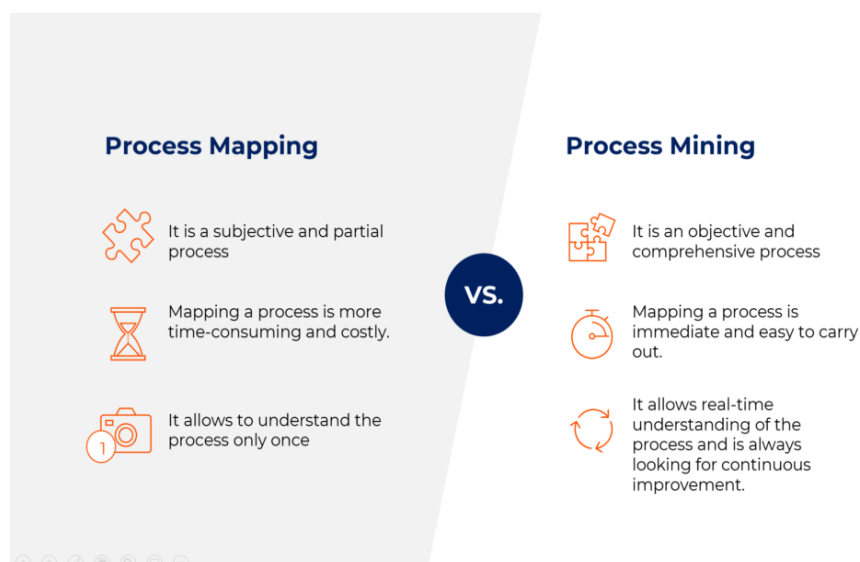 Process Mapping
It is a subjective and partial
process
Mapping a process is more
time-consuming and costly.
1
It allows to understand the
process only once
VS.
Process Mining
It is an objective and
comprehensive process
Mapping a process is
immediate and easy to carry
out.
It allows real-time
understanding of the
process and is always
looking for continuous
improvement.